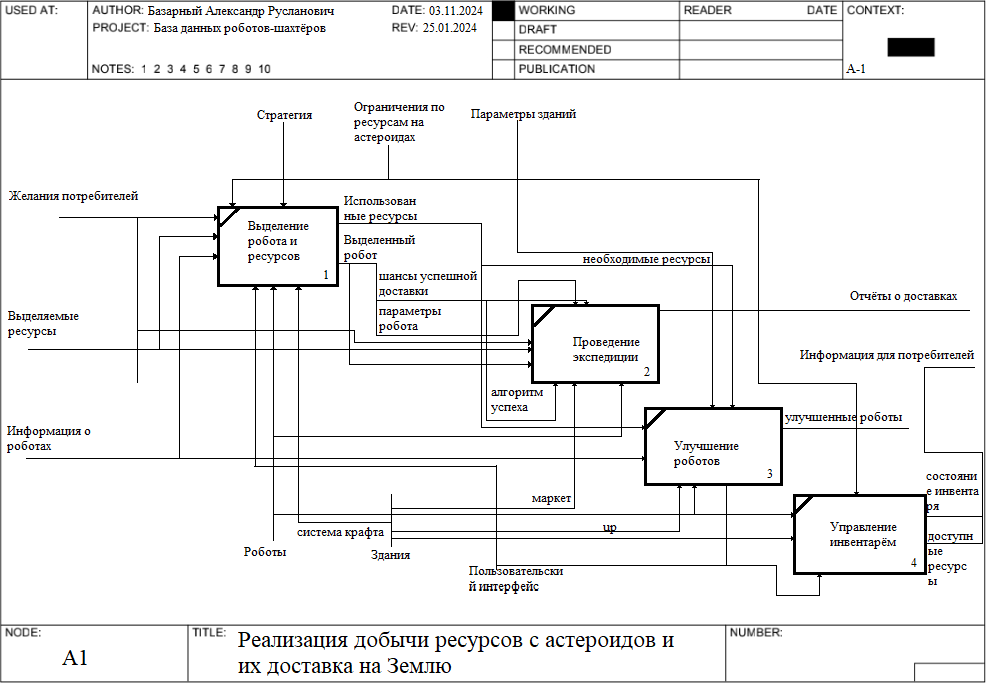 USED AT:
AUTHOR: Базарный Александр Русланович
DATE: 03.11.2024
PROJECT: База данных роботов-шахтёров
REV: 25.01.2024
NOTES: 1 2 3 4 5 6 7 8 9 10
WORKING
DRAFT
RECOMMENDED
PUBLICATION
READER
DATE
CONTEXT:
A-1
Стратегия
Ограничения по
ресурсам на
астероидах
Параметры зданий
Желания потребителей
Использован
ные ресурсы
Выделение
робота и
ресурсов
1
Выделенный
робот
необходимые ресурсы
шансы успешной
доставки
Отчёты о доставках
Выделяемые
ресурсы
параметры
робота
Проведение
экспедиции
2
Информация для потребителей
алгоритм
успеха
улучшенные роботы
Информация о
роботах
Улучшение
роботов
3
состояни
е инвента
ря
маркет
система крафта
up
Управление
инвентарём
4
доступн
ые
ресурс
ы
Роботы
Здания
Пользовательски
й интерфейс
NODE:
A1
TITLE:
Реализация добычи ресурсов с астероидов и
их доставка на Землю
NUMBER: